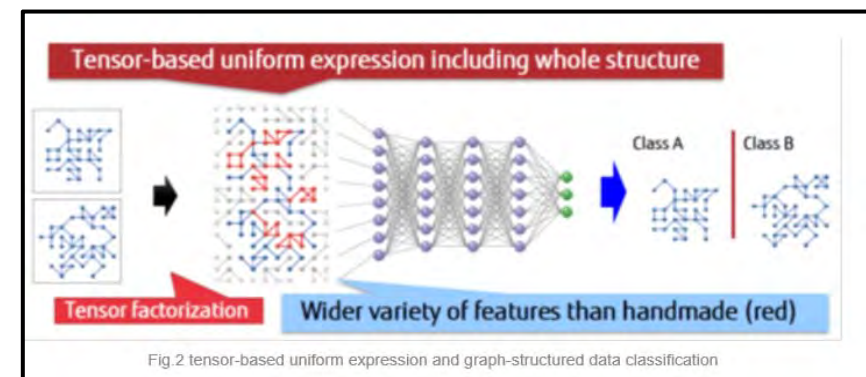 Tensor-based uniform expression including whole structure
Class A
Class B
Tensor factorization
Wider variety of features than handmade (red)
Fig.2 tensor-based uniform expression and graph-structured data classification